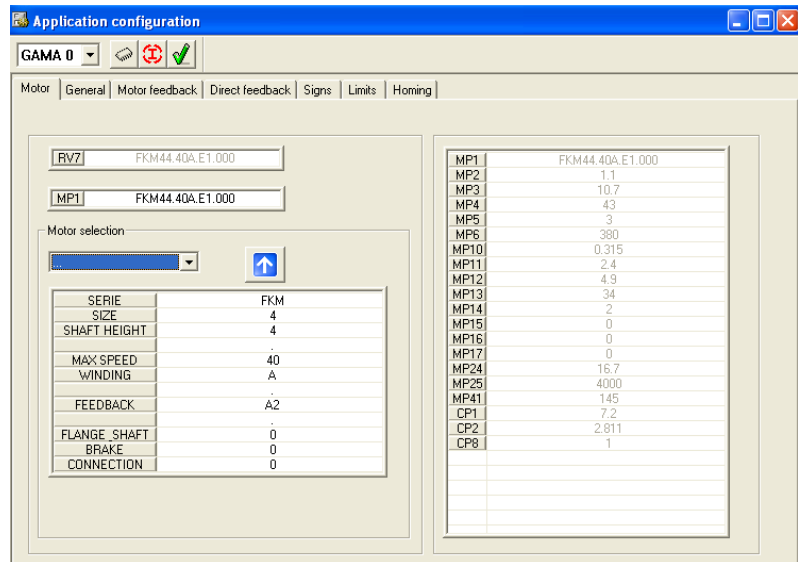 Application configuration
GAMA 0
Motor General Motor feedback Direct feedback Signs Limits Homing
RV7 FKM44.40A.E1.000
MP1 FKM44.40A.E1.000
Motor selection
...
SERIE FKM
SIZE 4
SHAFT HEIGHT 4
.
MAX SPEED 40
WINDING A
.
FEEDBACK A2
.
FLANGE_SHAFT 0
BRAKE 0
CONNECTION 0
MP1 FKM44.40A.E1.000
MP2 1.1
MP3 10.7
MP4 43
MP5 3
MP6 380
MP10 0.315
MP11 2.4
MP12 4.9
MP13 34
MP14 2
MP15 0
MP16 0
MP17 0
MP24 16.7
MP25 4000
MP41 145
CP1 7.2
CP2 2.811
CP8 1